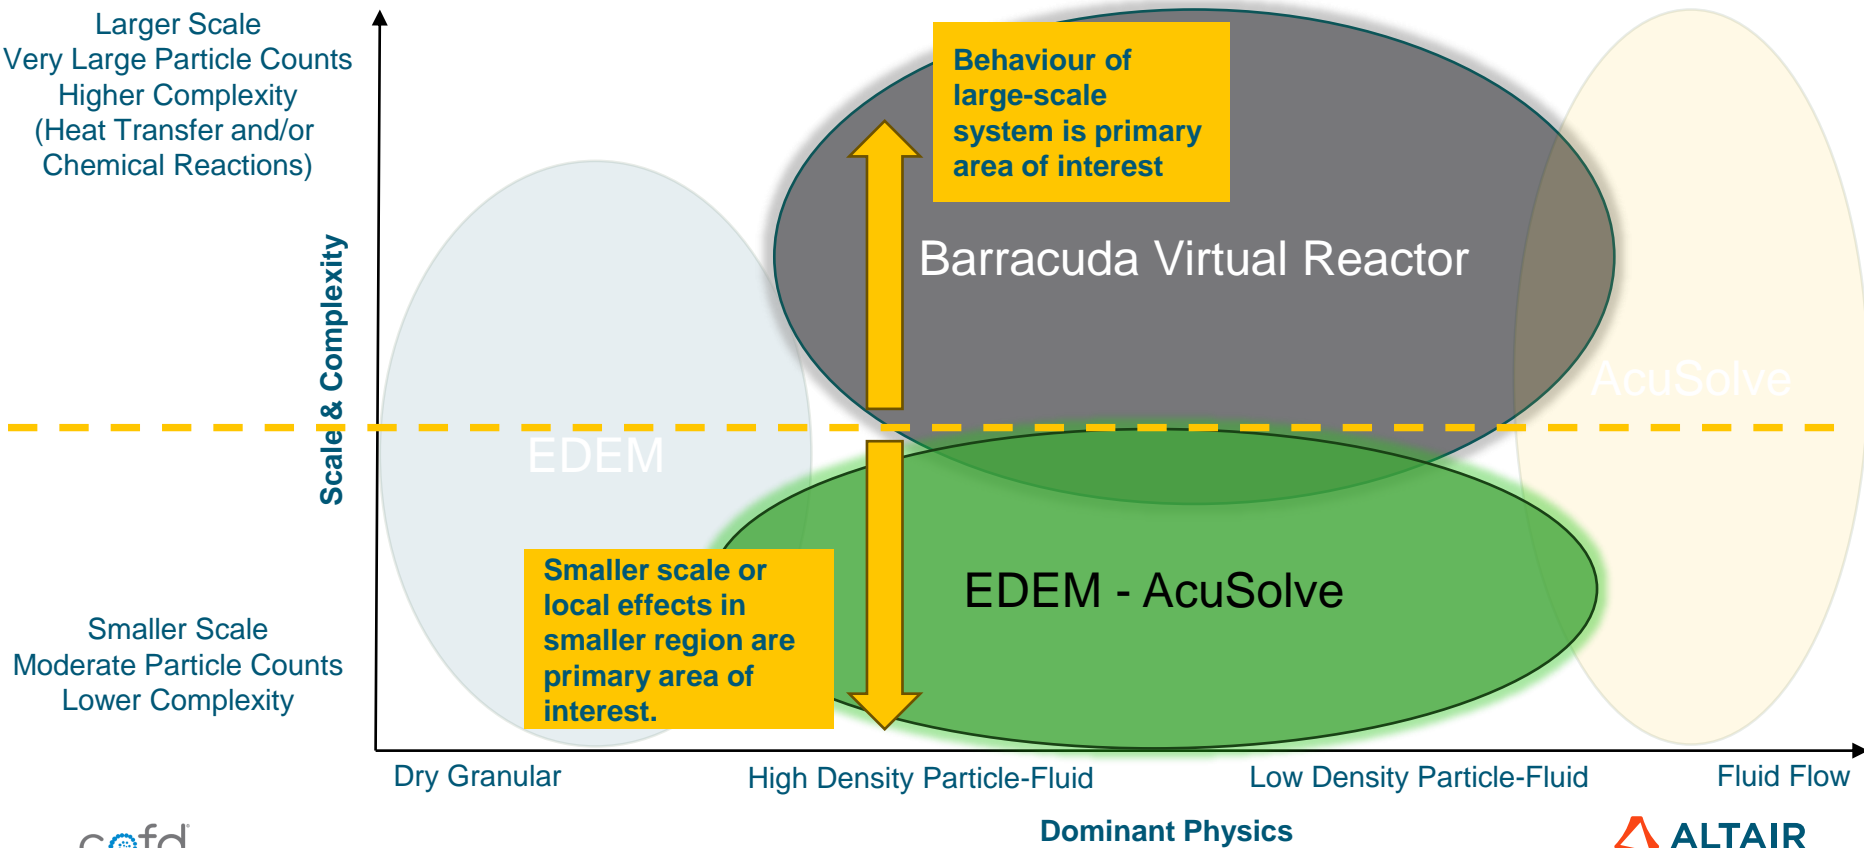 Larger Scale
Very Large Particle Counts
Higher Complexity
(Heat Transfer and/or
Chemical Reactions)
Scale & Complexity
Smaller Scale
Moderate Particle Counts
Lower Complexity
Behaviour of
large-scale
system is primary
area of interest
Barracuda Virtual Reactor
AcuSolve
EDEM
Smaller scale or
local effects in
smaller region are
primary area of
interest.
EDEM - AcuSolve
Dry Granular
High Density Particle-Fluid
Low Density Particle-Fluid
Fluid Flow
Dominant Physics
ALTAIR